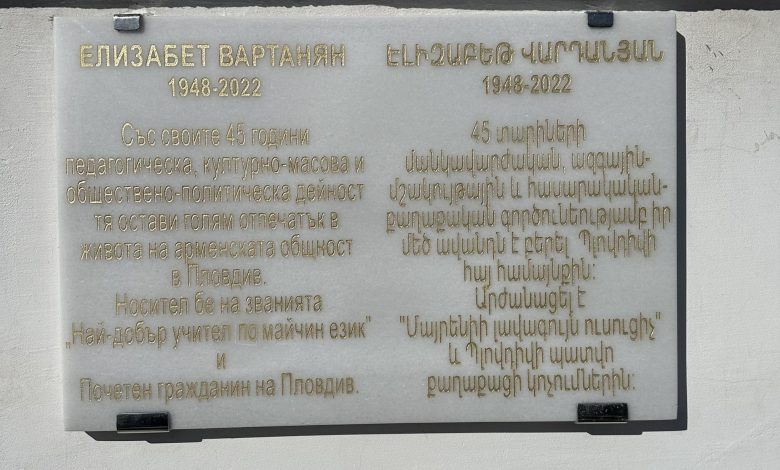 ЕЛИЗАБЕТ ВАРТАНЯН
1948-2022
Със своите 45 години
педагогическа, културно-масова и
обществено-политическа дейност
тя остави голям отпечатък в
живота на арменската общност
в Пловдив.
Носител бе на званията
„Най-добър учител по майчин език"
и
Почетен гражданин на Пловдив.
ԷԼԻԶԱԲԵԹ ՎԱՐԴԱՆՅԱՆ
1948-2022
45 տարիների
մանկավարժական, ազգային-
մշակույթային և հասարակական-
քաղաքական գործունեությամբ իր
մեծ ավանդն է բերել Պլովդիվի
հայ համայնքին:
Արժանացել է
"Մայրենիի լավագույն ուսուցիչ"
և Պլովդիվի պատվո
քաղաքացի կոչումներին: